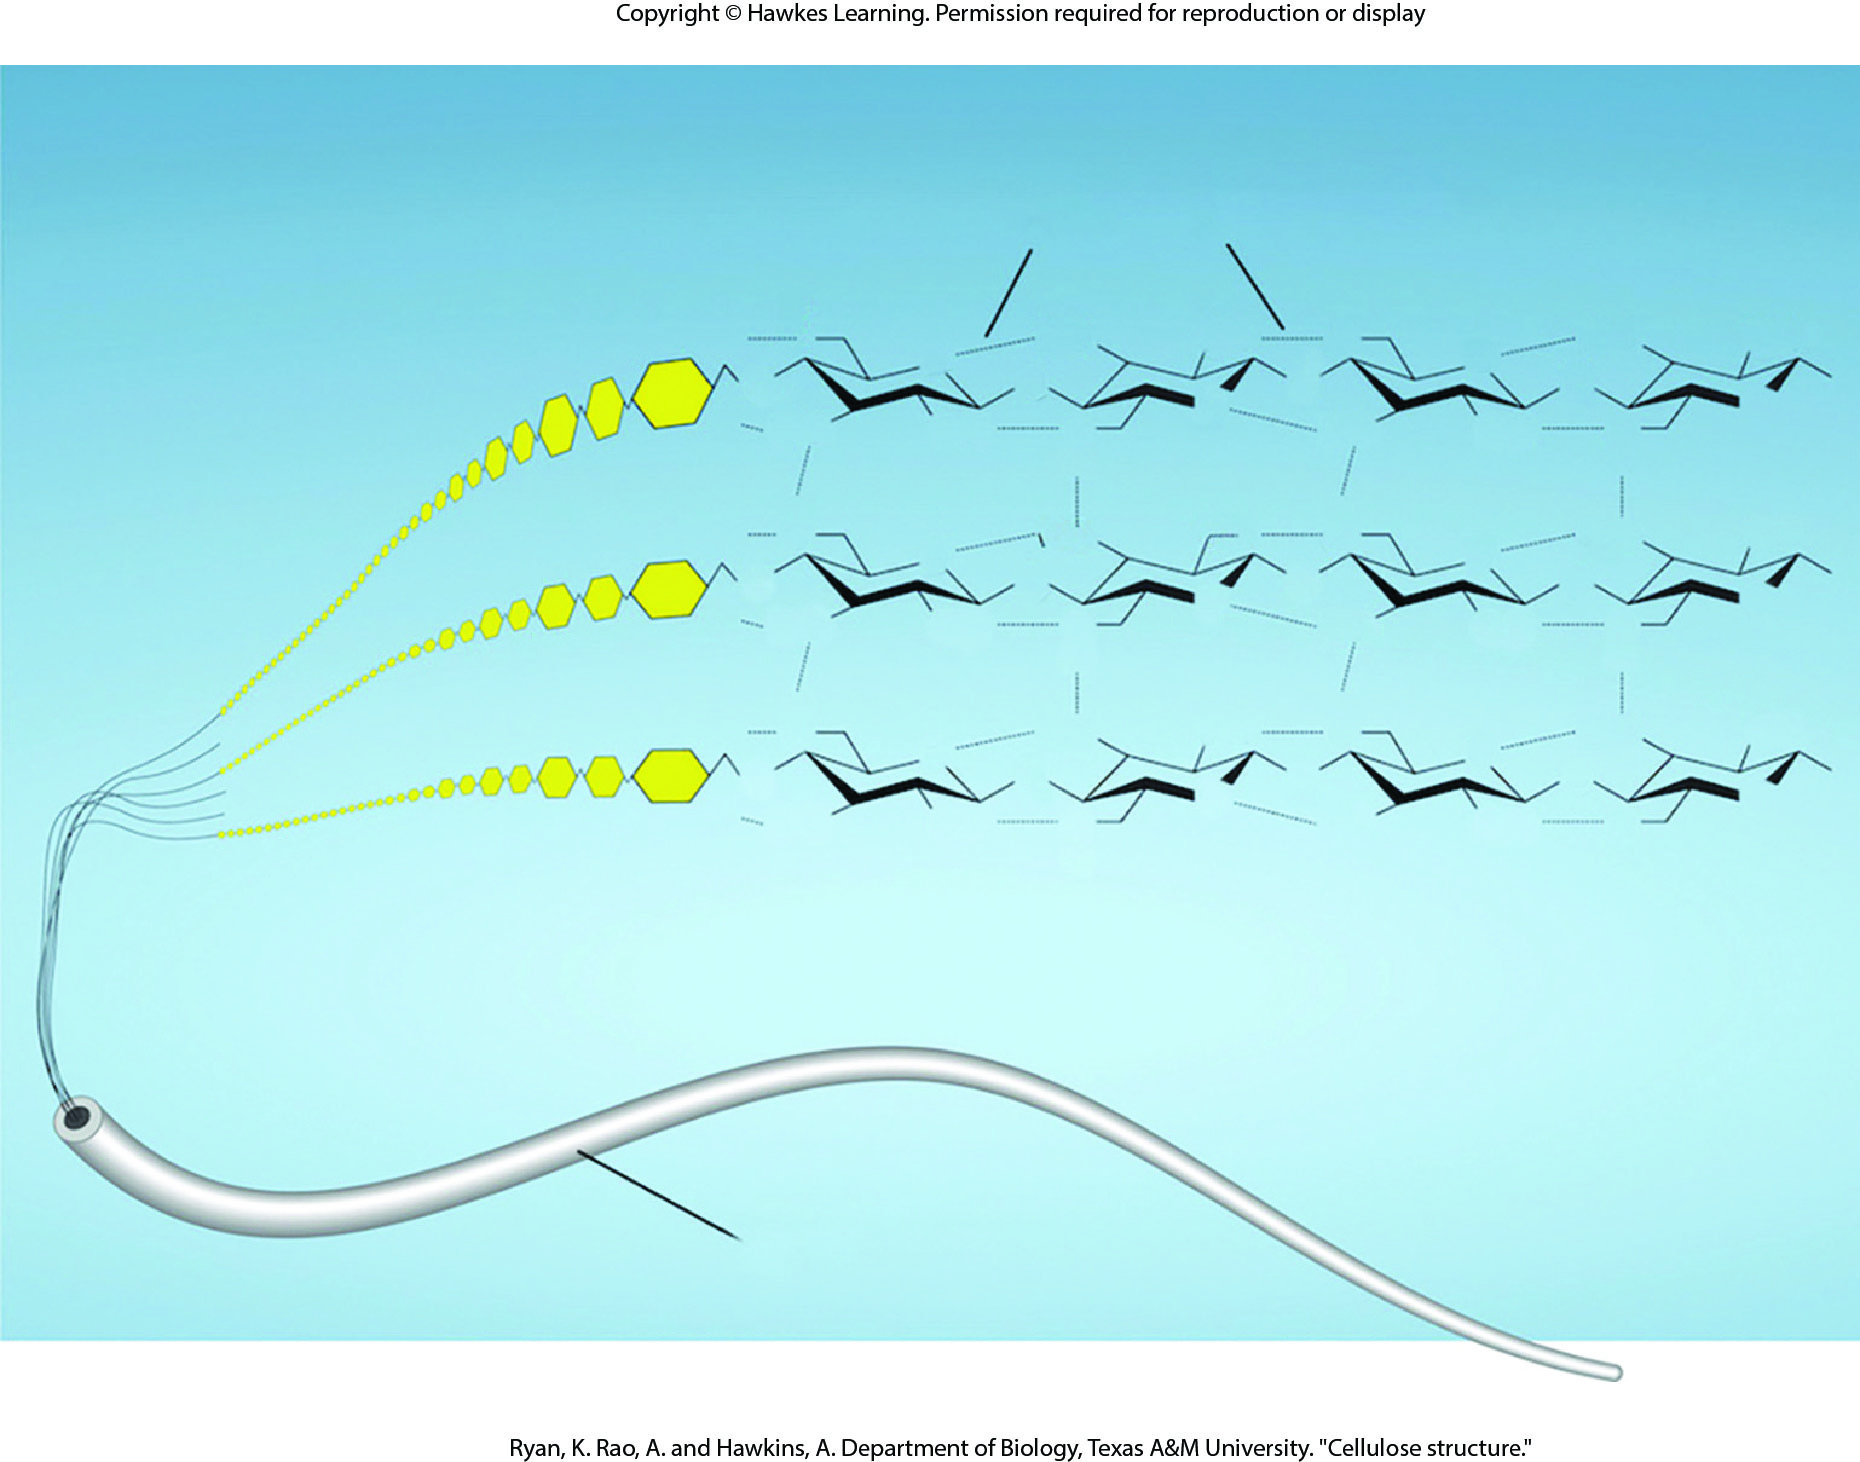 Copyright © Hawkes Learning. Permission required for reproduction or display
Ryan, K. Rao, A. and Hawkins, A. Department of Biology, Texas A&M University. "Cellulose structure."